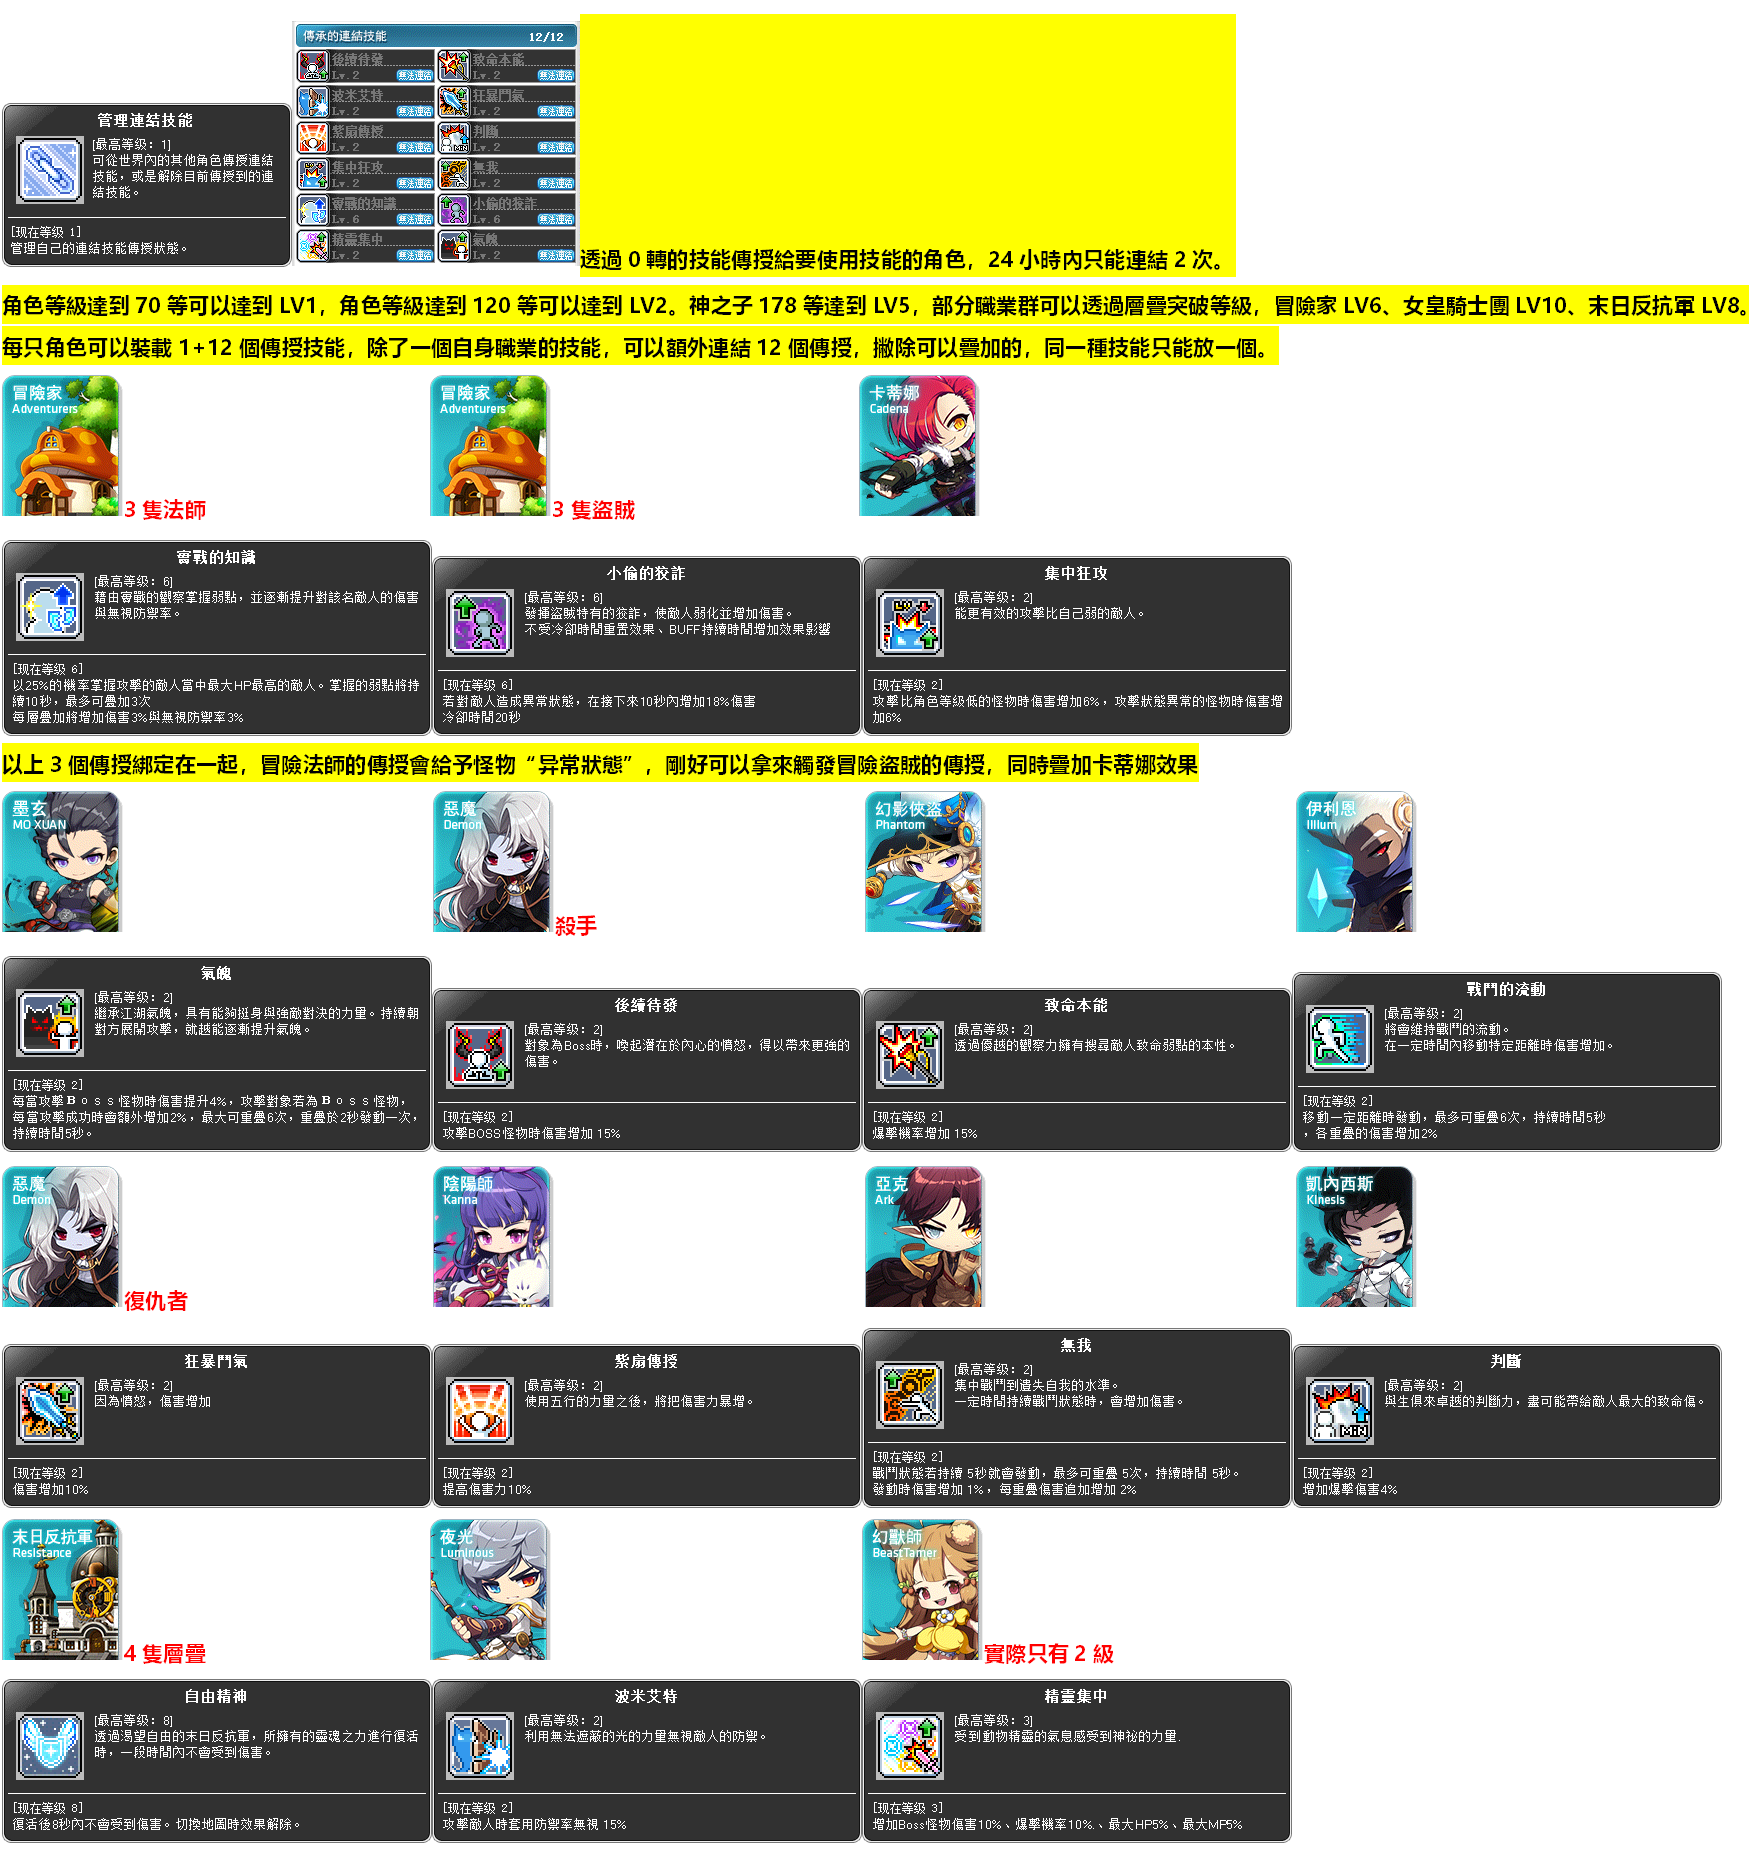 傳承的連結技能 12/12
後續待發 致命本能
Lv.2 無法連結 Lv.2 無法連結
波米艾特 狂暴鬥氣
Lv.2 無法連結 Lv.2 無法連結
紫扇傳授 判斷
Lv.2 無法連結 Lv.2 無法連結
集中狂攻 無我
Lv.2 無法連結 Lv.2 無法連結
實戰的知識 小偷的狡詐
Lv.6 無法連結 Lv.6 無法連結
精靈集中 氣魄
Lv.2 無法連結 Lv.2 無法連結
管理連結技能
[最高等级：1]
可從世界內的其他角色傳授連結
技能，或是解除目前傳授到的連
結技能。
[现在等级 1]
管理自己的連結技能傳授狀態。
透過 0 轉的技能傳授給要使用技能的角色，24 小時內只能連結 2 次。
角色等級達到 70 等可以達到 LV1，角色等級達到 120 等可以達到 LV2。神之子 178 等達到 LV5，部分職業群可以透過層疊突破等級，冒險家 LV6、女皇騎士團 LV10、末日反抗軍 LV8。
每只角色可以裝載 1+12 個傳授技能，除了一個自身職業的技能，可以額外連結 12 個傳授，撇除可以疊加的，同一種技能只能放一個。
冒險家
Adventurers
3 隻法師
冒險家
Adventurers
3 隻盜賊
卡蒂娜
Cadena
實戰的知識
[最高等级：6]
藉由實戰的觀察掌握弱點，並逐漸提升對該名敵人的傷害
與無視防禦率。
[现在等级 6]
以25%的機率掌握攻擊的敵人當中最大HP最高的敵人。掌握的弱點將持
續10秒，最多可疊加3次
每層疊加將增加傷害3%與無視防禦率3%
小偷的狡詐
[最高等级：6]
發揮盜賊特有的狡詐，使敵人弱化並增加傷害。
不受冷卻時間重置效果、BUFF持續時間增加效果影響
[现在等级 6]
若對敵人造成異常狀態，在接下來10秒內增加18%傷害
冷卻時間20秒
集中狂攻
[最高等级：2]
能更有效的攻擊比自己弱的敵人。
[现在等级 2]
攻擊比角色等級低的怪物時傷害增加6%，攻擊狀態異常的怪物時傷害增
加6%
以上 3 個傳授綁定在一起，冒險法師的傳授會給予怪物“异常狀態”，剛好可以拿來觸發冒險盜賊的傳授，同時疊加卡蒂娜效果
墨玄
MO XUAN
惡魔
Demon
殺手
幻影俠盜
Phantom
伊利恩
Illium
氣魄
[最高等级：2]
繼承江湖氣魄，具有能夠挺身與強敵對決的力量。持續朝
對方展開攻擊，就越能逐漸提升氣魄。
[现在等级 2]
每當攻擊Ｂｏｓｓ怪物時傷害提升4%，攻擊對象若為Ｂｏｓｓ怪物，
每當攻擊成功時會額外增加2%，最大可重疊6次，重疊於2秒發動一次，
持續時間5秒。
後續待發
[最高等级：2]
對象為Boss時，喚起潛在於內心的憤怒，得以帶來更強的
傷害。
[现在等级 2]
攻擊BOSS怪物時傷害增加 15%
致命本能
[最高等级：2]
透過優越的觀察力擁有搜尋敵人致命弱點的本性。
[现在等级 2]
爆擊機率增加 15%
戰鬥的流動
[最高等级：2]
將會維持戰鬥的流動。
在一定時間內移動特定距離時傷害增加。
[现在等级 2]
移動一定距離時發動，最多可重疊6次，持續時間5秒
，各重疊的傷害增加2%
惡魔
Demon
復仇者
陰陽師
Kanna
亞克
Ark
凱內西斯
Kinesis
狂暴鬥氣
[最高等级：2]
因為憤怒，傷害增加
[现在等级 2]
傷害增加10%
紫扇傳授
[最高等级：2]
使用五行的力量之後，將把傷害力暴增。
[现在等级 2]
提高傷害力10%
無我
[最高等级：2]
集中戰鬥到遺失自我的水準。
一定時間持續戰鬥狀態時，會增加傷害。
[现在等级 2]
戰鬥狀態若持續 5秒就會發動，最多可重疊 5次，持續時間 5秒。
發動時傷害增加 1%，每重疊傷害追加增加 2%
判斷
[最高等级：2]
與生俱來卓越的判斷力，盡可能帶給敵人最大的致命傷。
[现在等级 2]
增加爆擊傷害4%
末日反抗軍
Resistance
4 隻層疊
夜光
Luminous
幻獸師
BeastTamer
實際只有 2 級
自由精神
[最高等级：8]
透過渴望自由的末日反抗軍，所擁有的靈魂之力進行復活
時，一段時間內不會受到傷害。
[现在等级 8]
復活後8秒內不會受到傷害。切換地圖時效果解除。
波米艾特
[最高等级：2]
利用無法遮蔽的光的力量無視敵人的防禦。
[现在等级 2]
攻擊敵人時套用防禦率無視 15%
精靈集中
[最高等级：3]
受到動物精靈的氣息感受到神祕的力量.
[现在等级 3]
增加Boss怪物傷害10%、爆擊機率10%.、最大HP5%、最大MP5%